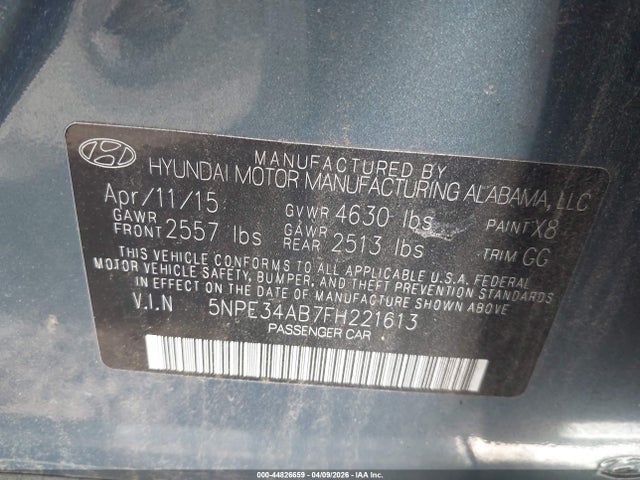 MANUFACTURED BY
HYUNDAI MOTOR MANUFACTURING ALABAMA, LLC
Apr/11/15 GVWR 4630 lbs PAINT X8
GAWR FRONT 2557 lbs GAWR REAR 2513 lbs TRIM GG
THIS VEHICLE CONFORMS TO ALL APPLICABLE U.S.A. FEDERAL
MOTOR VEHICLE SAFETY, BUMPER, AND THEFT PREVENTION STANDARDS
IN EFFECT ON THE DATE OF MANUFACTURE SHOWN ABOVE
V.I.N 5NPE34AB7FH221613
PASSENGER CAR
000-44826659 | 04/09/2026 | IAAI.COM